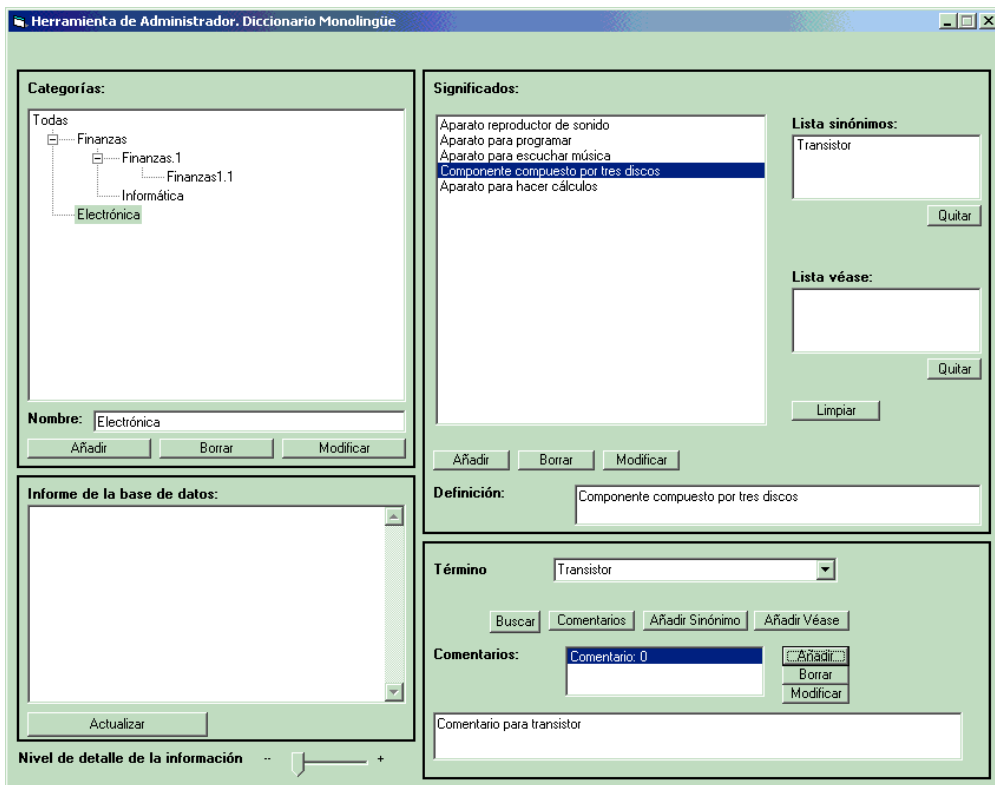 Herramienta de Administrador. Diccionario Monolingüe
Categorías:
Todas
Finanzas
Finanzas.1
Finanzas1.1
Informática
Electrónica
Nombre: Electrónica
Añadir Borrar Modificar
Informe de la base de datos:
Actualizar
Nivel de detalle de la información -- +
Significados:
Aparato reproductor de sonido
Aparato para programar
Aparato para escuchar música
Componente compuesto por tres discos
Aparato para hacer cálculos
Lista sinónimos:
Transistor
Quitar
Lista véase:
Quitar
Limpiar
Añadir Borrar Modificar
Definición: Componente compuesto por tres discos
Término Transistor
Buscar Comentarios Añadir Sinónimo Añadir Véase
Comentarios: Comentario: 0
Añadir
Borrar
Modificar
Comentario para transistor